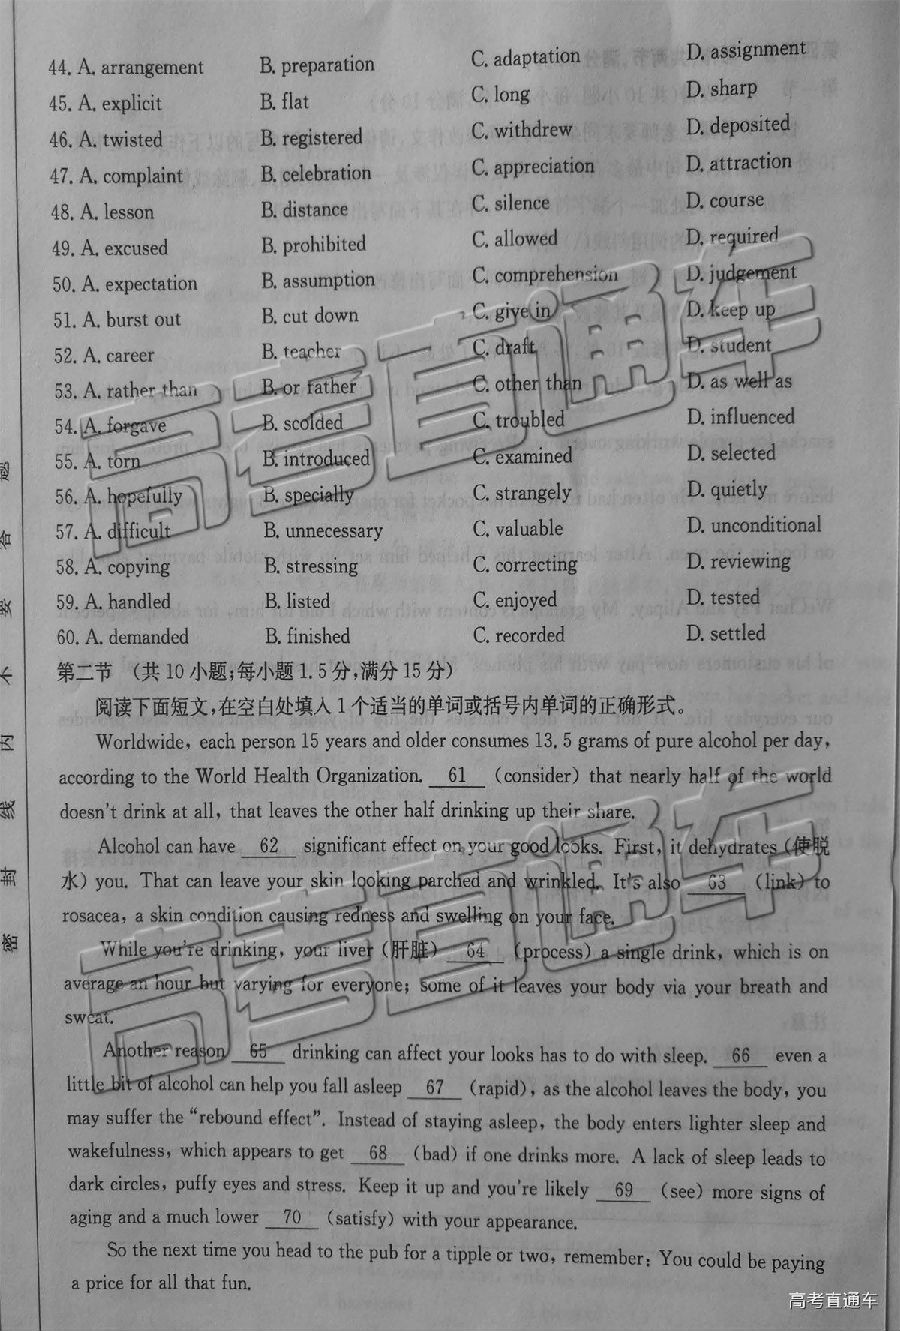 44. A. arrangement B. preparation C. adaptation D. assignment
45. A. explicit B. flat C. long D. sharp
46. A. twisted B. registered C. withdrew D. deposited
47. A. complaint B. celebration C. appreciation D. attraction
48. A. lesson B. distance C. silence D. course
49. A. excused B. prohibited C. allowed D. required
50. A. expectation B. assumption C. comprehension D. judgement
51. A. burst out B. cut down C. give in D. keep up
52. A. career B. teacher C. draft D. student
53. A. rather than B. or father C. other than D. as well as
54. A. forgave B. scolded C. troubled D. influenced
55. A. torn B. introduced C. examined D. selected
56. A. hopefully B. specially C. strangely D. quietly
57. A. difficult B. unnecessary C. valuable D. unconditional
58. A. copying B. stressing C. correcting D. reviewing
59. A. handled B. listed C. enjoyed D. tested
60. A. demanded B. finished C. recorded D. settled
第二节 (共10小题;每小题1.5分,满分15分)
阅读下面短文,在空白处填入1个适当的单词或括号内单词的正确形式。
Worldwide, each person 15 years and older consumes 13.5 grams of pure alcohol per day,
according to the World Health Organization. 61 (consider) that nearly half of the world
doesn't drink at all, that leaves the other half drinking up their share.
Alcohol can have 62 significant effect on your good looks. First, it dehydrates (使脱
水) you. That can leave your skin looking parched and wrinkled. It's also 63 (link) to
rosacea, a skin condition causing redness and swelling on your face.
While you're drinking, your liver (肝脏) 64 (process) a single drink, which is on
average an hour but varying for everyone; Some of it leaves your body via your breath and
sweat.
Another reason 65 drinking can affect your looks has to do with sleep. 66 even a
little bit of alcohol can help you fall asleep 67 (rapid), as the alcohol leaves the body, you
may suffer the "rebound effect". Instead of staying asleep, the body enters lighter sleep and
wakefulness, which appears to get 68 (bad) if one drinks more. A lack of sleep leads to
dark circles, puffy eyes and stress. Keep it up and you're likely 69 (see) more signs of
aging and a much lower 70 (satisfy) with your appearance.
So the next time you head to the pub for a tipple or two, remember: You could be paying
a price for all that fun.
题
答
要
不
内
线
封
密
高考直通车
高考直通车
高考直通车